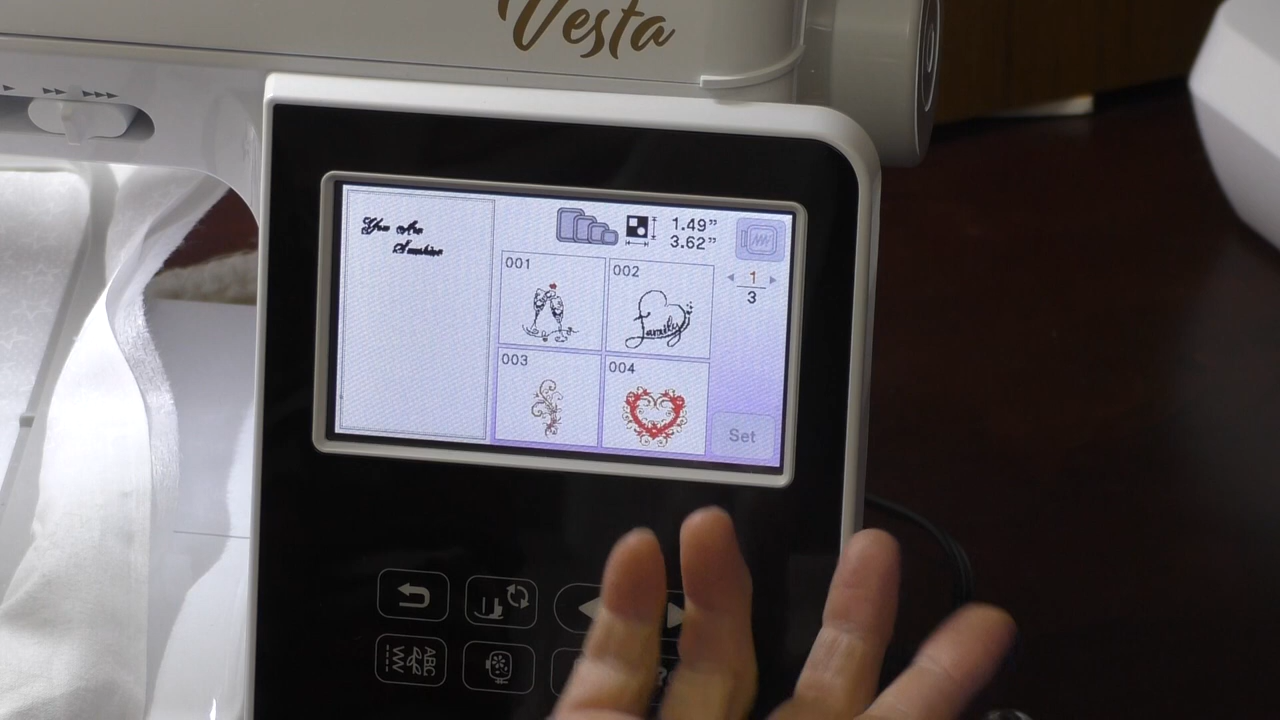 Vesta
You Are
Sunshine
1.49”
3.62”
001
002
1
3
family
003
004
Set
ABC